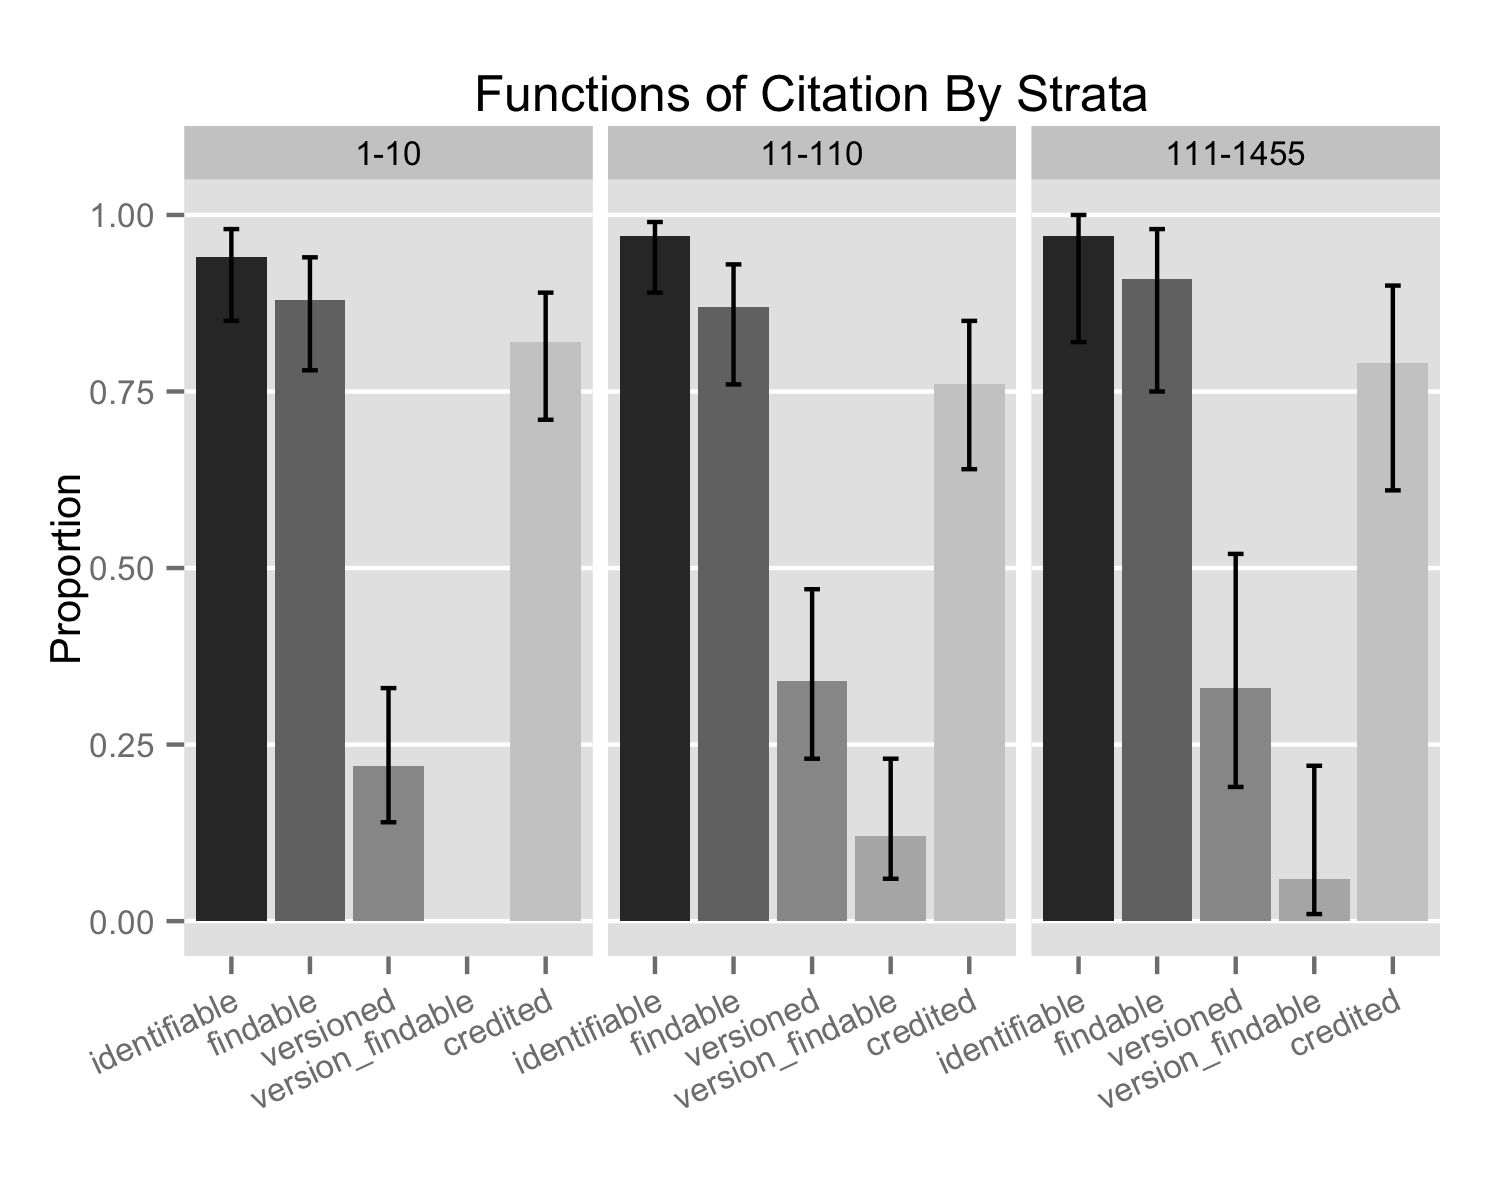 Functions of Citation By Strata
1-10
11-110
111-1455
Proportion
1.00
0.75
0.50
0.25
0.00
identifiable
findable
versioned
version_findable
credited
identifiable
findable
versioned
version_findable
credited
identifiable
findable
versioned
version_findable
credited